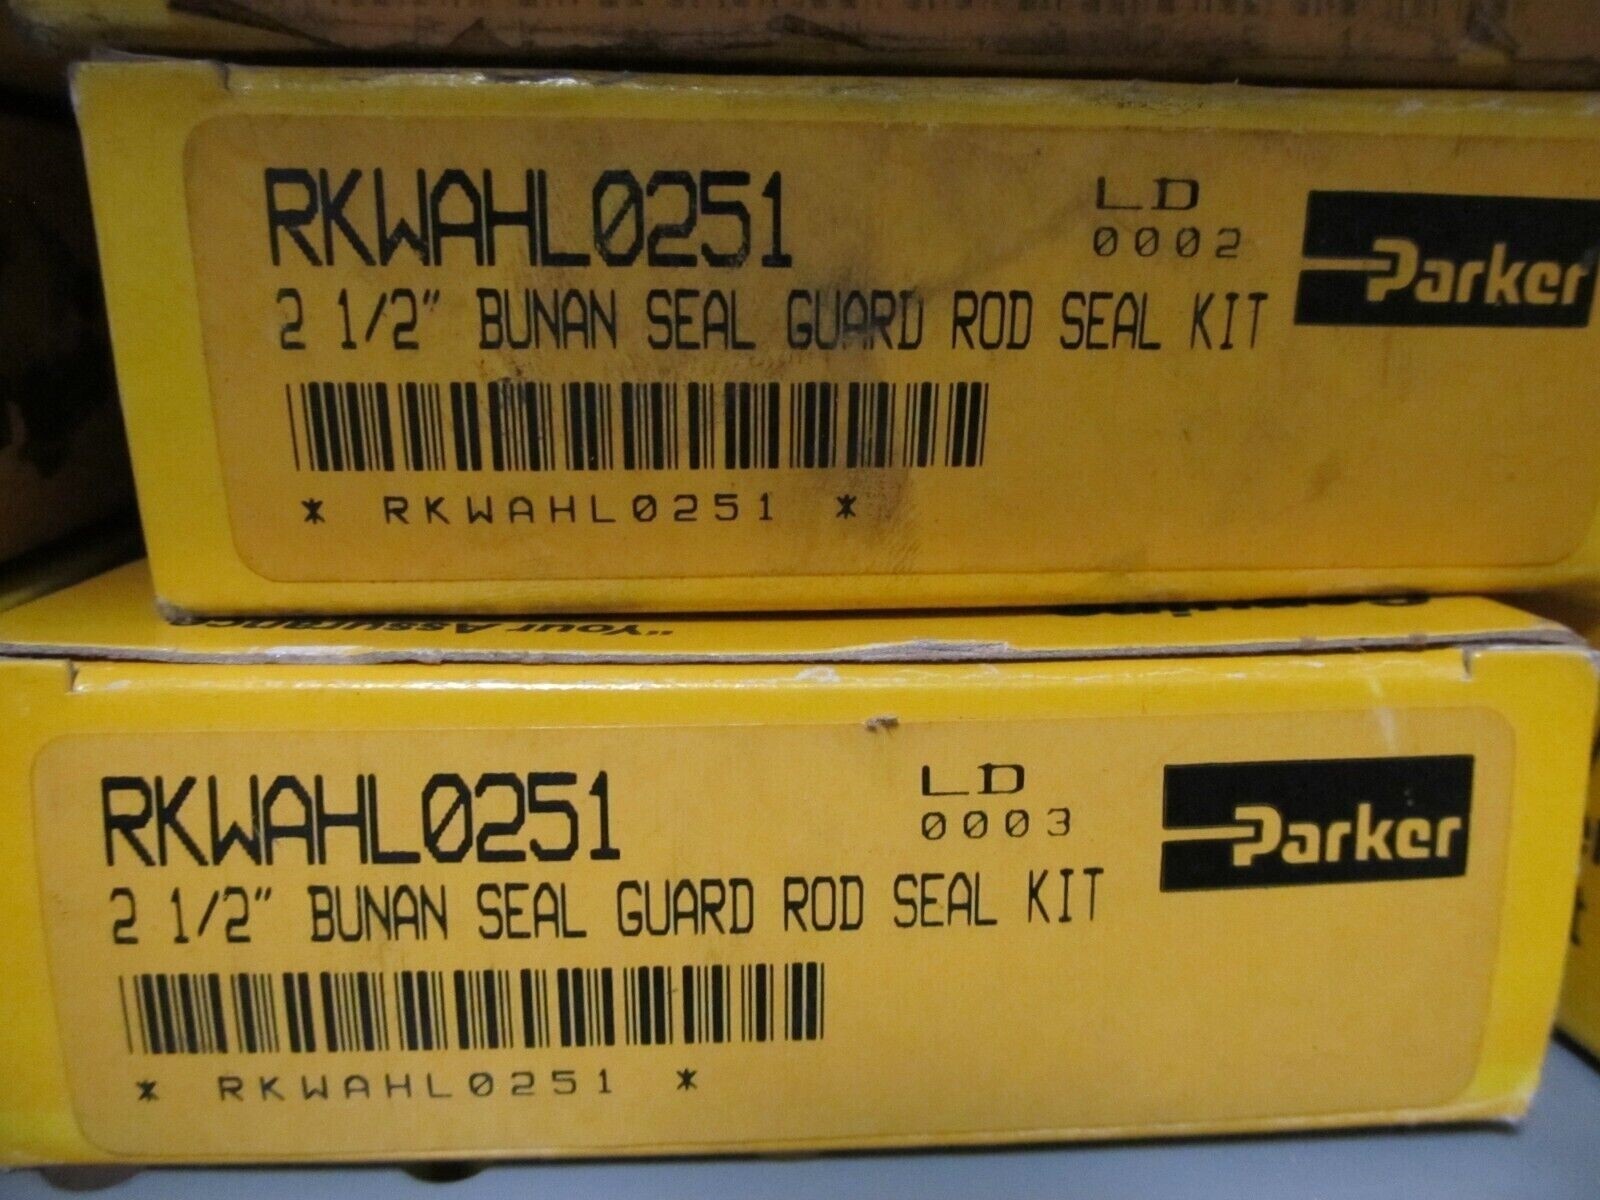 RKWAHL0251
LD
0002
Parker
2 1/2" BUNAN SEAL GUARD ROD SEAL KIT
* RKWAHL0251 *
"Your Assurance
Genuine
RKWAHL0251
LD
0003
Parker
2 1/2" BUNAN SEAL GUARD ROD SEAL KIT
* RKWAHL0251 *